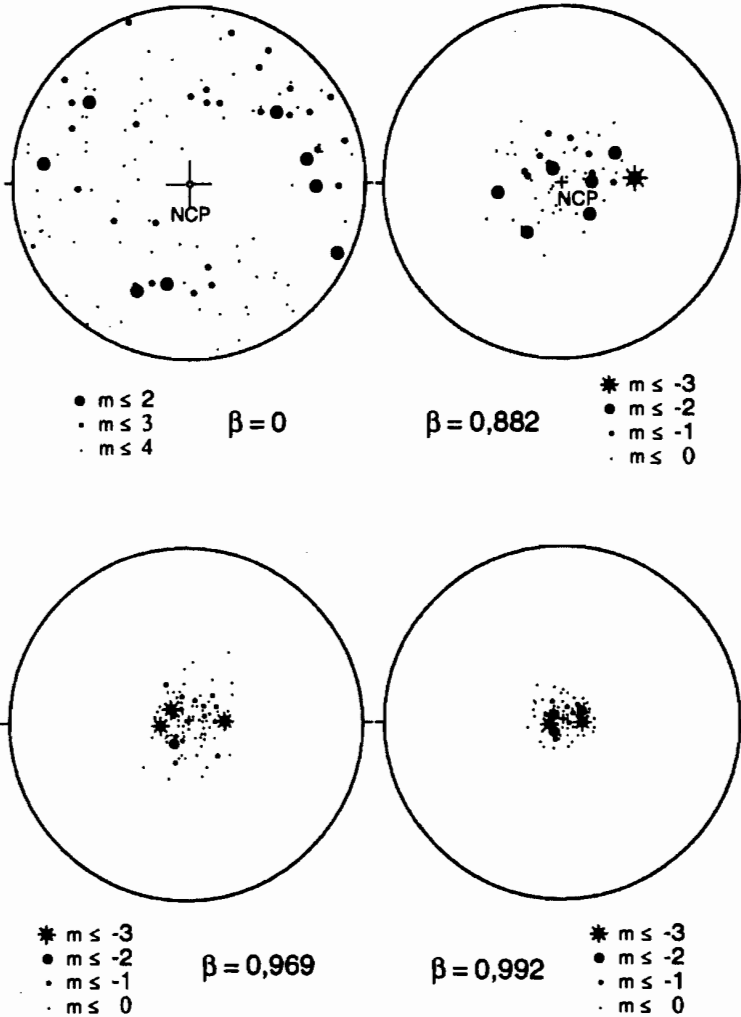 NCP
NCP
m ≤ 2
m ≤ 3
m ≤ 4
β = 0
β = 0,882
m ≤ -3
m ≤ -2
m ≤ -1
m ≤ 0
m ≤ -3
m ≤ -2
m ≤ -1
m ≤ 0
β = 0,969
β = 0,992
m ≤ -3
m ≤ -2
m ≤ -1
m ≤ 0